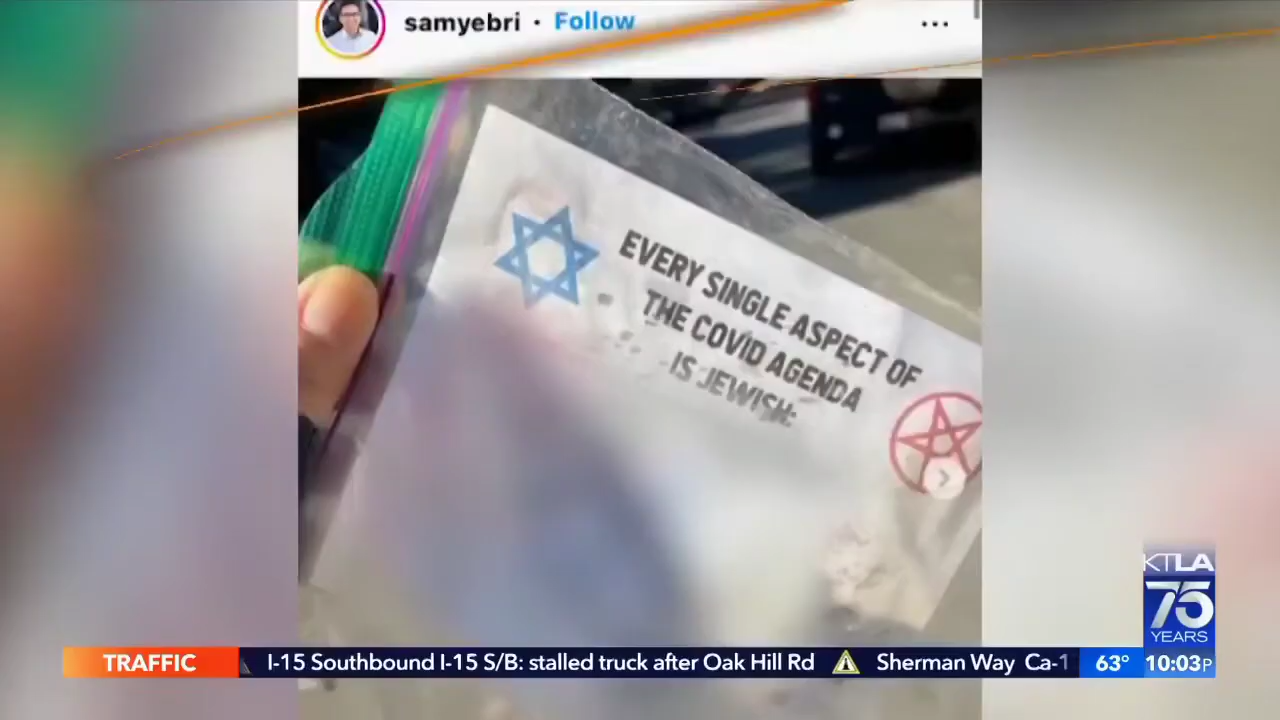 samyebri • Follow
EVERY SINGLE ASPECT OF
THE COVID AGENDA
IS JEWISH:
KTLA
75
YEARS
TRAFFIC I-15 Southbound I-15 S/B: stalled truck after Oak Hill Rd Sherman Way Ca-1 63° 10:03P